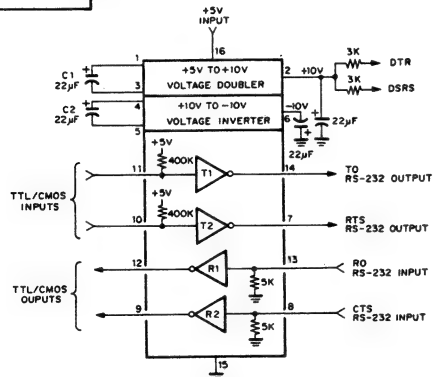 +5V
INPUT
16
1
C1
22µF
+
3
+5V TO+10V
VOLTAGE DOUBLER
2
+10V
3K
DTR
3K
DSRS
C2
22µF
+
4
5
+10V TO -10V
VOLTAGE INVERTER
-10V
6
+
22µF
+
22µF
TTL/CMOS
INPUTS
+5V
400K
11
T1
14
TO
RS-232 OUTPUT
+5V
400K
10
T2
7
RTS
RS-232 OUTPUT
TTL/CMOS
OUPUTS
12
R1
13
5K
RO
RS-232 INPUT
9
R2
8
5K
CTS
RS-232 INPUT
15